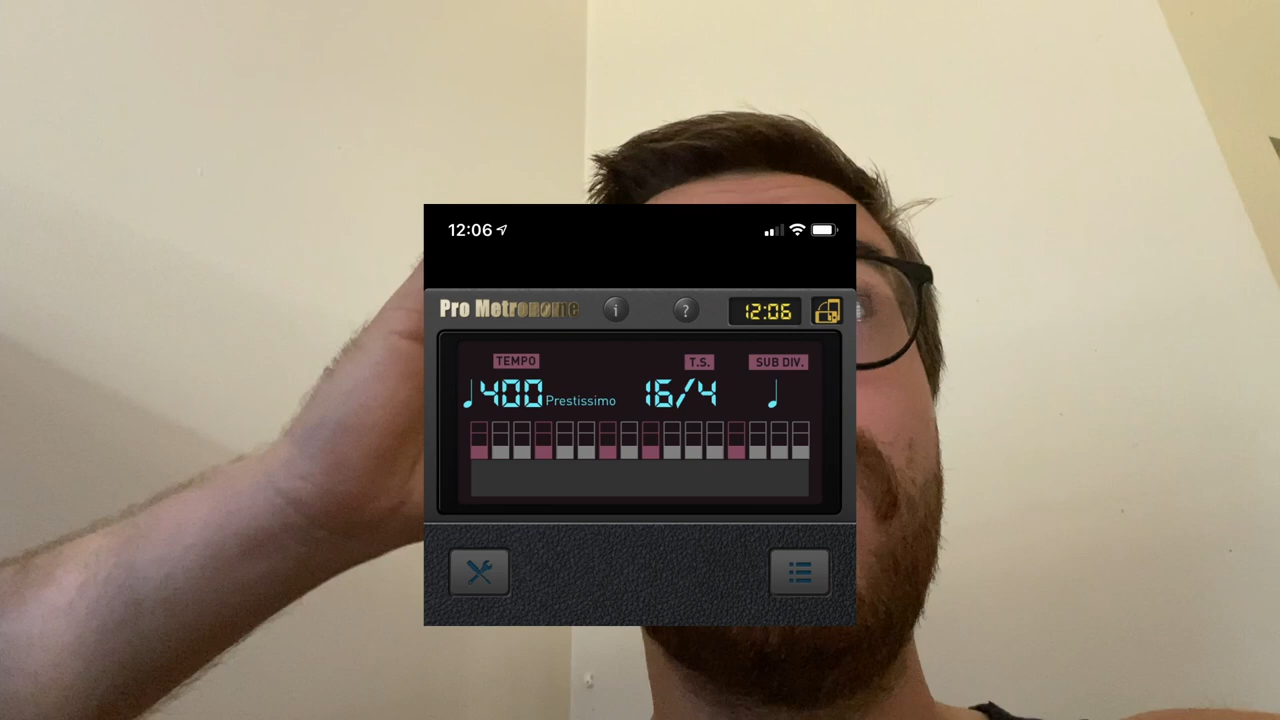 12:06
Pro Metronome i ? 12:06
TEMPO T.S. SUB DIV.
400 Prestissimo 16/4